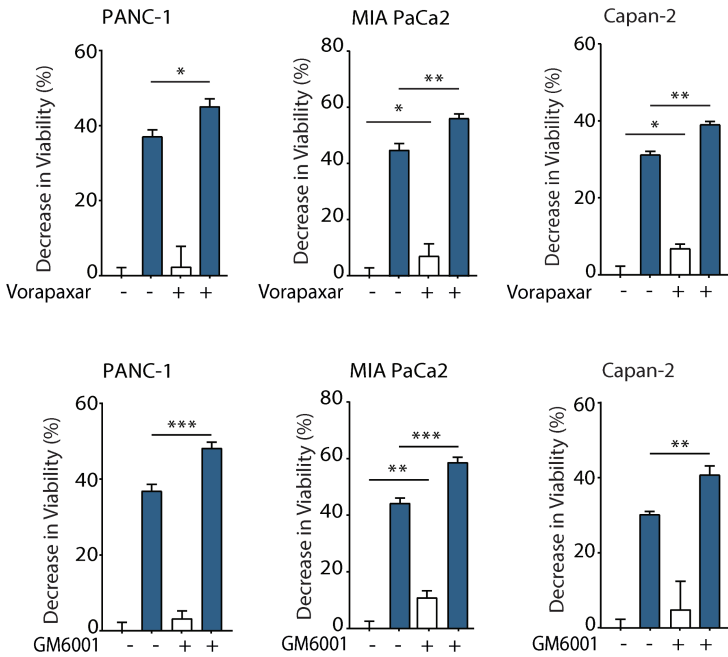 PANC-1
MIA PaCa2
Capan-2
Decrease in Viability (%)
60
40
20
0
*
Vorapaxar - - + +
Decrease in Viability (%)
80
60
40
20
0
*
**
Vorapaxar - - + +
Decrease in Viability (%)
60
40
20
0
*
**
Vorapaxar - - + +
PANC-1
MIA PaCa2
Capan-2
Decrease in Viability (%)
60
40
20
0
***
GM6001 - - + +
Decrease in Viability (%)
80
60
40
20
0
**
***
GM6001 - - + +
Decrease in Viability (%)
60
40
20
0
**
GM6001 - - + +